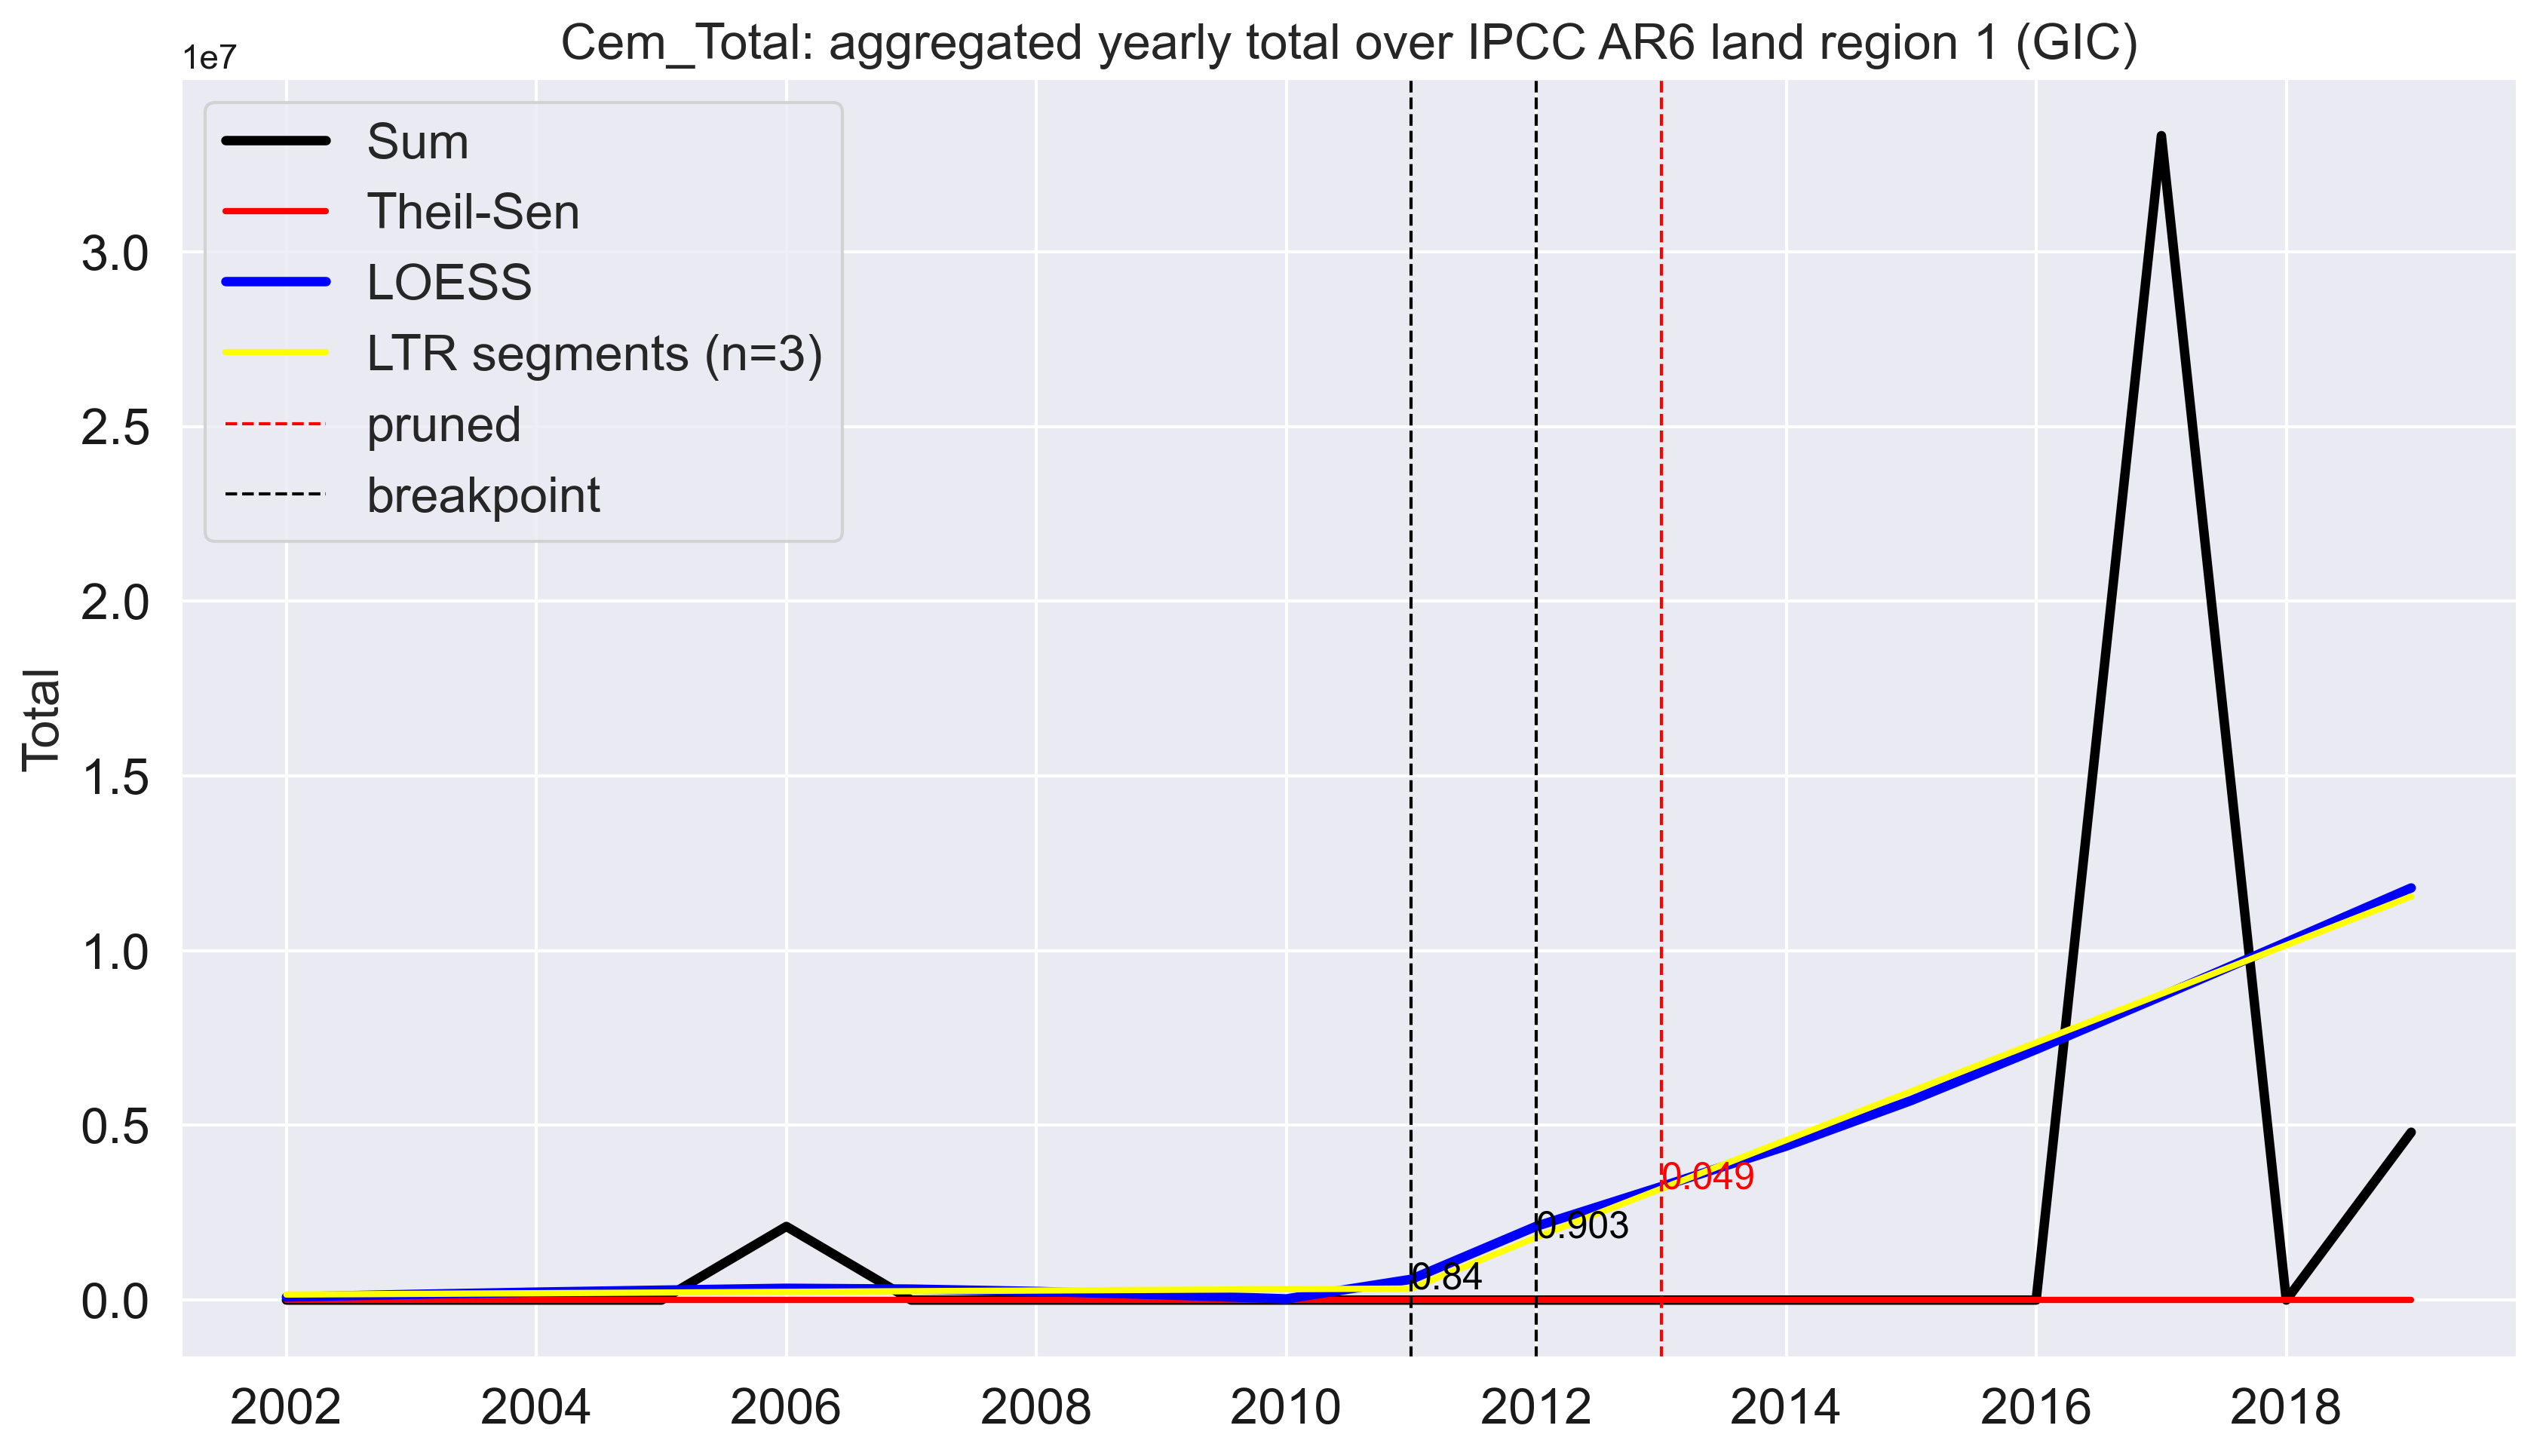 Cem_Total: aggregated yearly total over IPCC AR6 land region 1 (GIC)
1e7
Sum
Theil-Sen
LOESS
LTR segments (n=3)
pruned
breakpoint
3.0
2.5
2.0
1.5
1.0
0.5
0.0
Total
0.049
0.903
0.84
2002 2004 2006 2008 2010 2012 2014 2016 2018